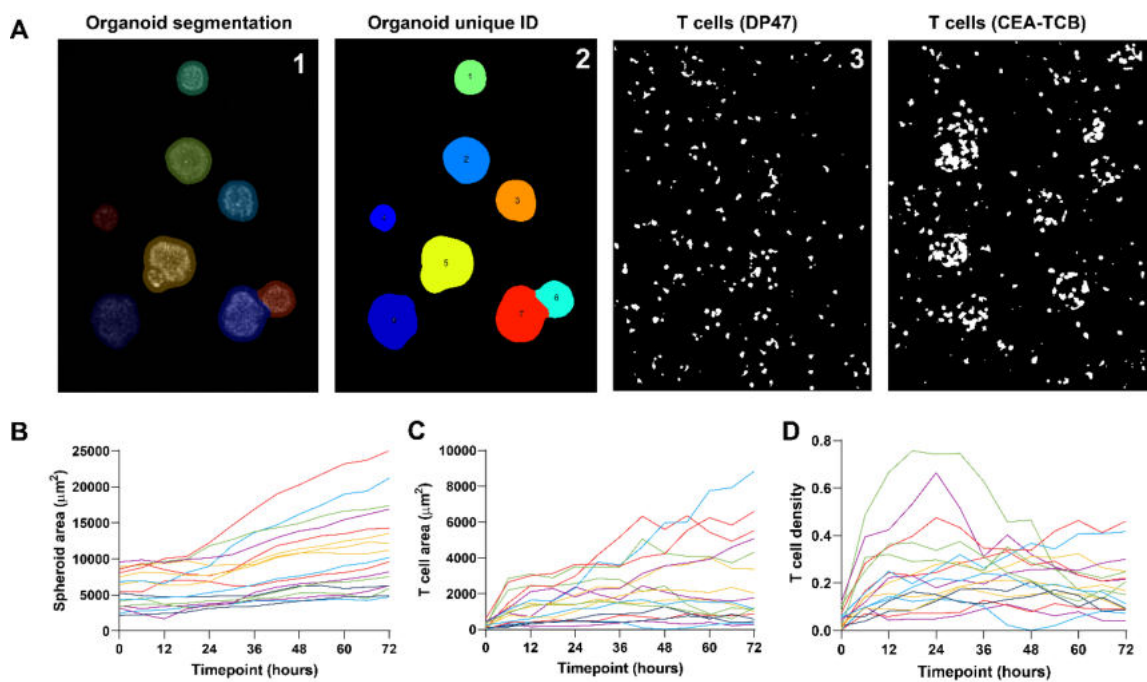 A
Organoid segmentation
Organoid unique ID
T cells (DP47)
T cells (CEA-TCB)
1
2
3
1
2
3
5
6
7
B
Spheroid area (μm²)
25000
20000
15000
10000
5000
0
0 12 24 36 48 60 72
Timepoint (hours)
C
T cell area (μm²)
10000
8000
6000
4000
2000
0
0 12 24 36 48 60 72
Timepoint (hours)
D
T cell density
0.8
0.6
0.4
0.2
0.0
0 12 24 36 48 60 72
Timepoint (hours)